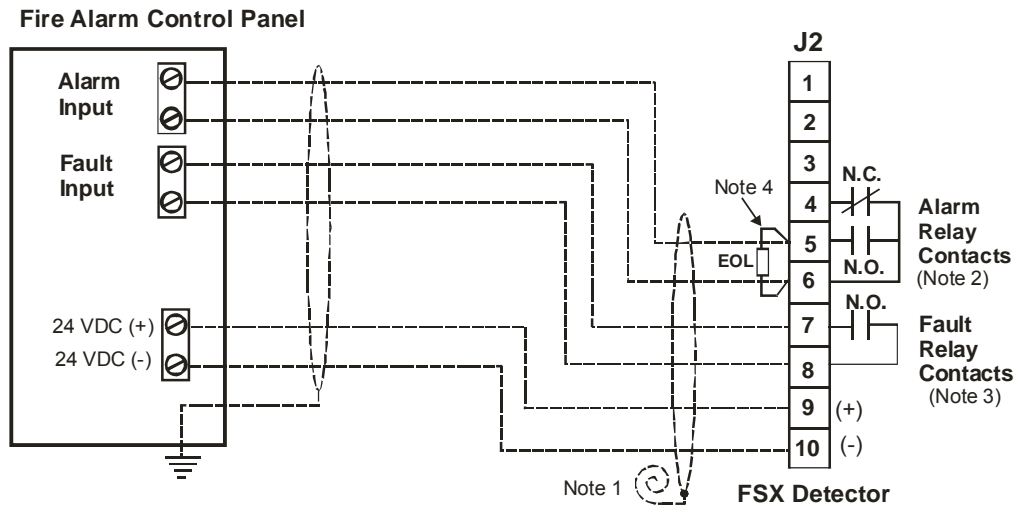 Fire Alarm Control Panel
Alarm
Input
Fault
Input
24 VDC (+)
24 VDC (-)
J2
1
2
3
4
5
6
7
8
9
10
(+)
(-)
N.C.
N.O.
N.O.
Alarm
Relay
Contacts
(Note 2)
Fault
Relay
Contacts
(Note 3)
Note 4
EOL
Note 1
FSX Detector